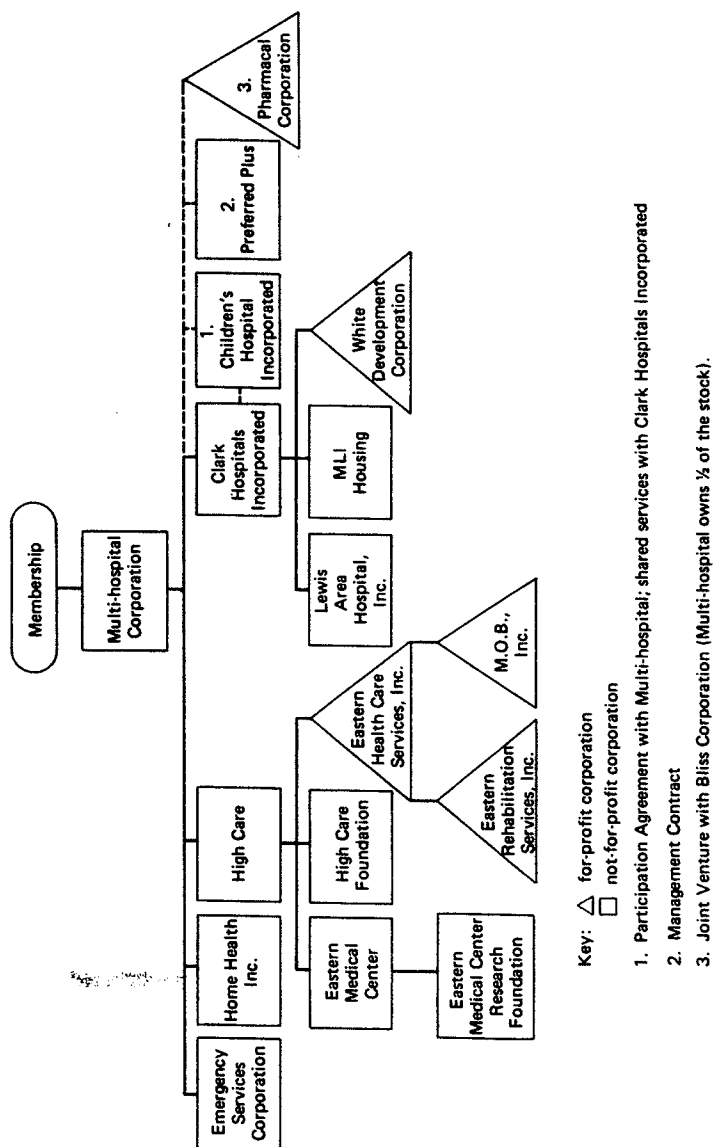 Membership
Multi-hospital
Corporation
Emergency
Services
Corporation
Home Health
Inc.
High Care
Clark
Hospitals
Incorporated
1.
Children's
Hospital
Incorporated
2.
Preferred Plus
3.
Pharmacal
Corporation
Eastern
Medical
Center
High Care
Foundation
Eastern
Health Care
Services, Inc.
Lewis
Area
Hospital,
Inc.
MLI
Housing
White
Development
Corporation
Eastern
Medical Center
Research
Foundation
Eastern
Rehabilitation
Services, Inc.
M.O.B.,
Inc.
Key: △ for-profit corporation
□ not-for-profit corporation
1. Participation Agreement with Multi-hospital; shared services with Clark Hospitals Incorporated
2. Management Contract
3. Joint Venture with Bliss Corporation (Multi-hospital owns of the stock).